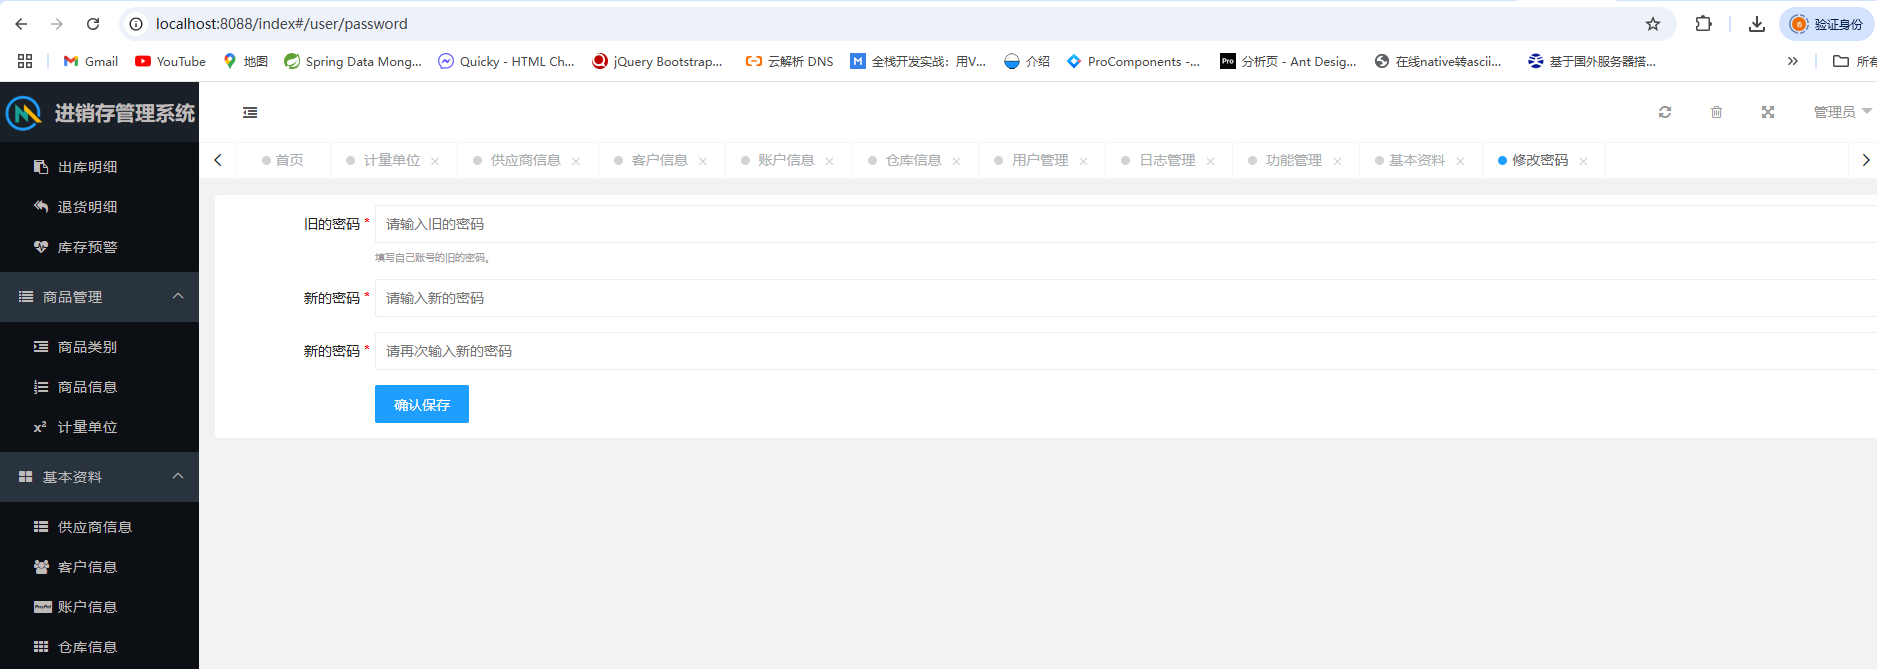 localhost:8088/index#/user/password
验证身份
Gmail
YouTube
地图
Spring Data Mong...
Quicky - HTML Ch...
jQuery Bootstrap...
云解析 DNS
全栈开发实战：用V...
介绍
ProComponents -...
Pro
分析页 - Ant Desig...
在线native转ascii...
基于国外服务器搭...
所有
进销存管理系统
管理员
首页
计量单位
供应商信息
客户信息
账户信息
仓库信息
用户管理
日志管理
功能管理
基本资料
修改密码
出库明细
退货明细
库存预警
商品管理
商品类别
商品信息
x² 计量单位
基本资料
供应商信息
客户信息
PayPal 账户信息
仓库信息
旧的密码 * 请输入旧的密码
填写自己账号的旧的密码。
新的密码 * 请输入新的密码
新的密码 * 请再次输入新的密码
确认保存